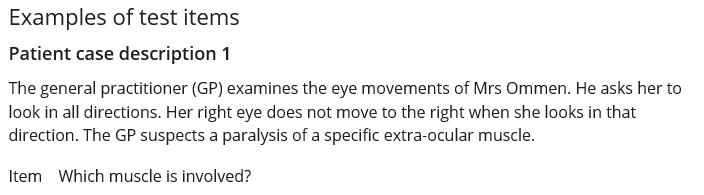 Examples of test items
Patient case description 1
The general practitioner (GP) examines the eye movements of Mrs Ommen. He asks her to
look in all directions. Her right eye does not move to the right when she looks in that
direction. The GP suspects a paralysis of a specific extra-ocular muscle.
Item Which muscle is involved?